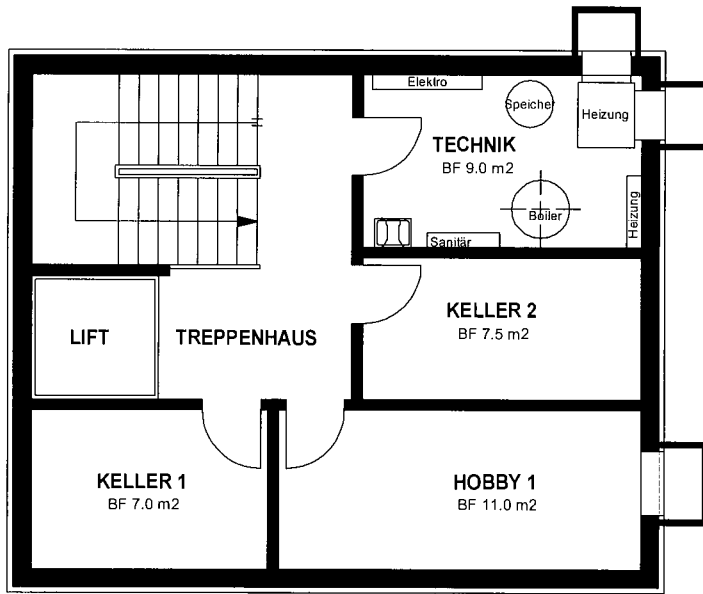 Elektro
Speicher
Heizung
TECHNIK
BF 9.0 m2
Heizung
Boiler
Sanitär
KELLER 2
BF 7.5 m2
LIFT
TREPPENHAUS
KELLER 1
BF 7.0 m2
HOBBY 1
BF 11.0 m2